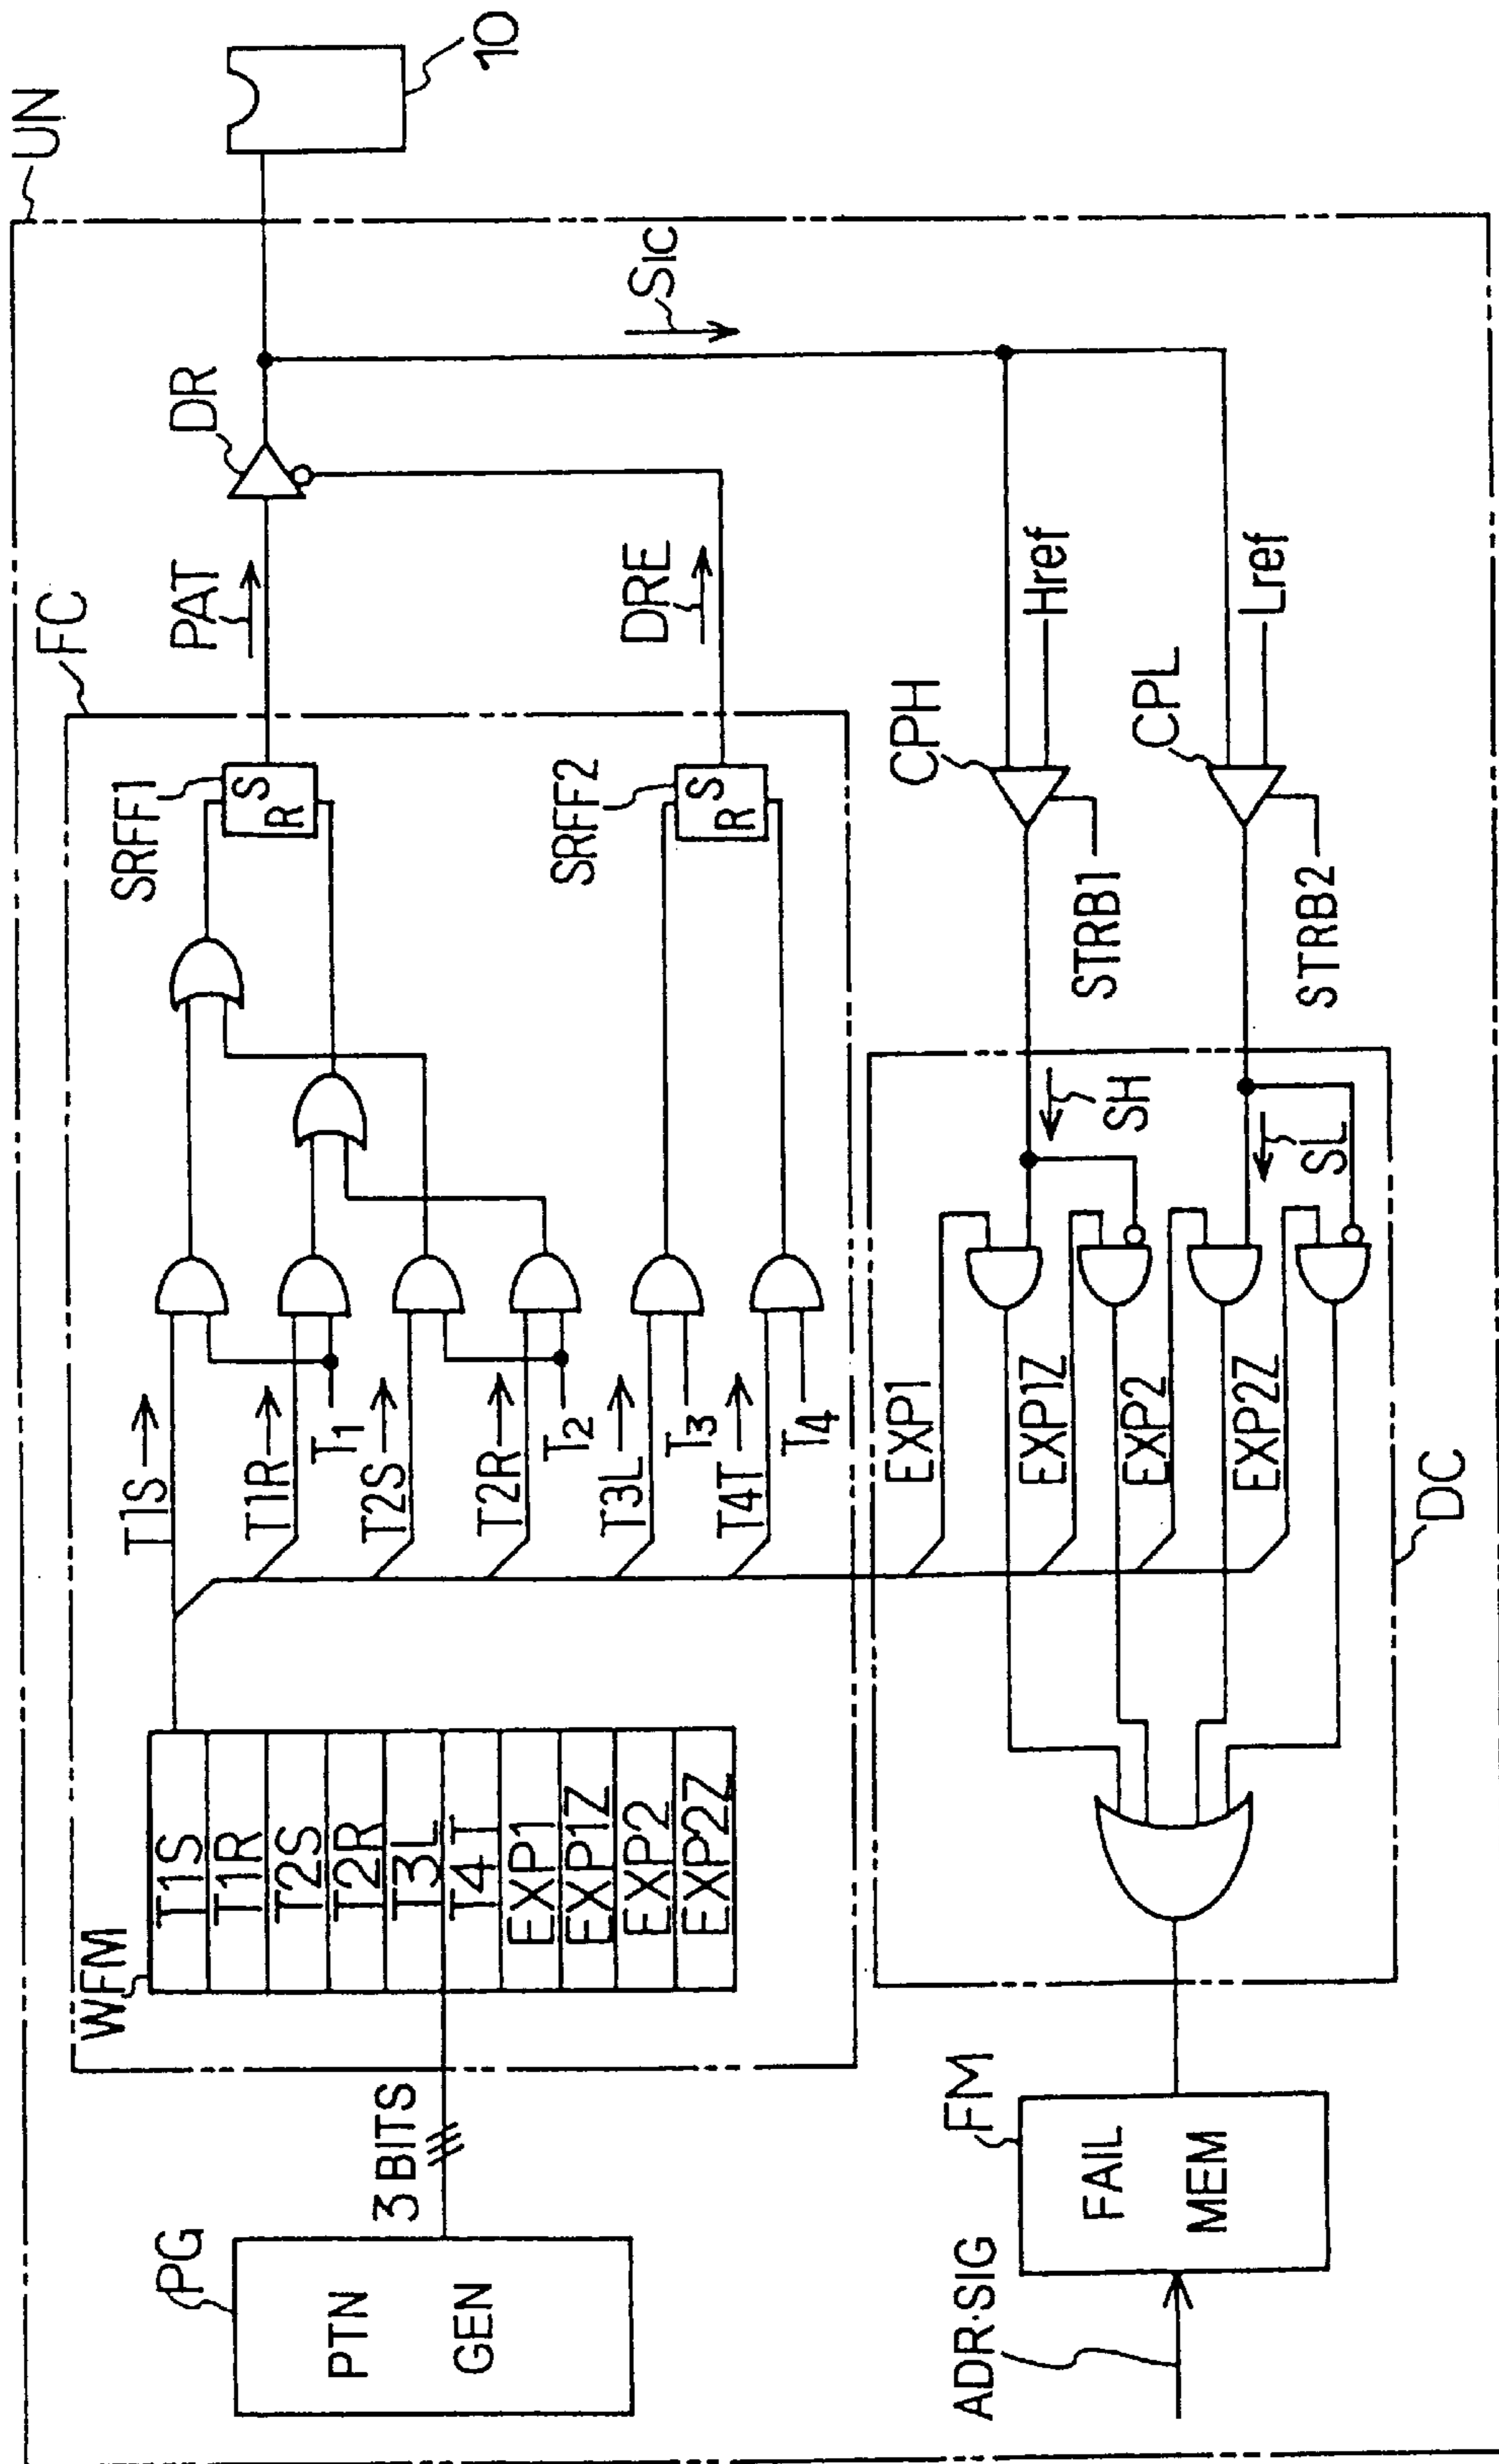 UN
10
FC
PAT
DR
SIC
SRFF1
S
R
DRE
SRFF2
S
R
T1S
T1R
T1
T2S
T2R
T2
T3L
T3
T4T
T4
WFM
T1S
T1R
T2S
T2R
T3L
T4T
EXP1
EXP1Z
EXP2
EXP2Z
3 BITS
PG
PTN
GEN
CPH
Href
CPL
Lref
STRB1
STRB2
SH
SL
EXP1
EXP1Z
EXP2
EXP2Z
DC
FM
FAIL
MEM
ADR·SIG